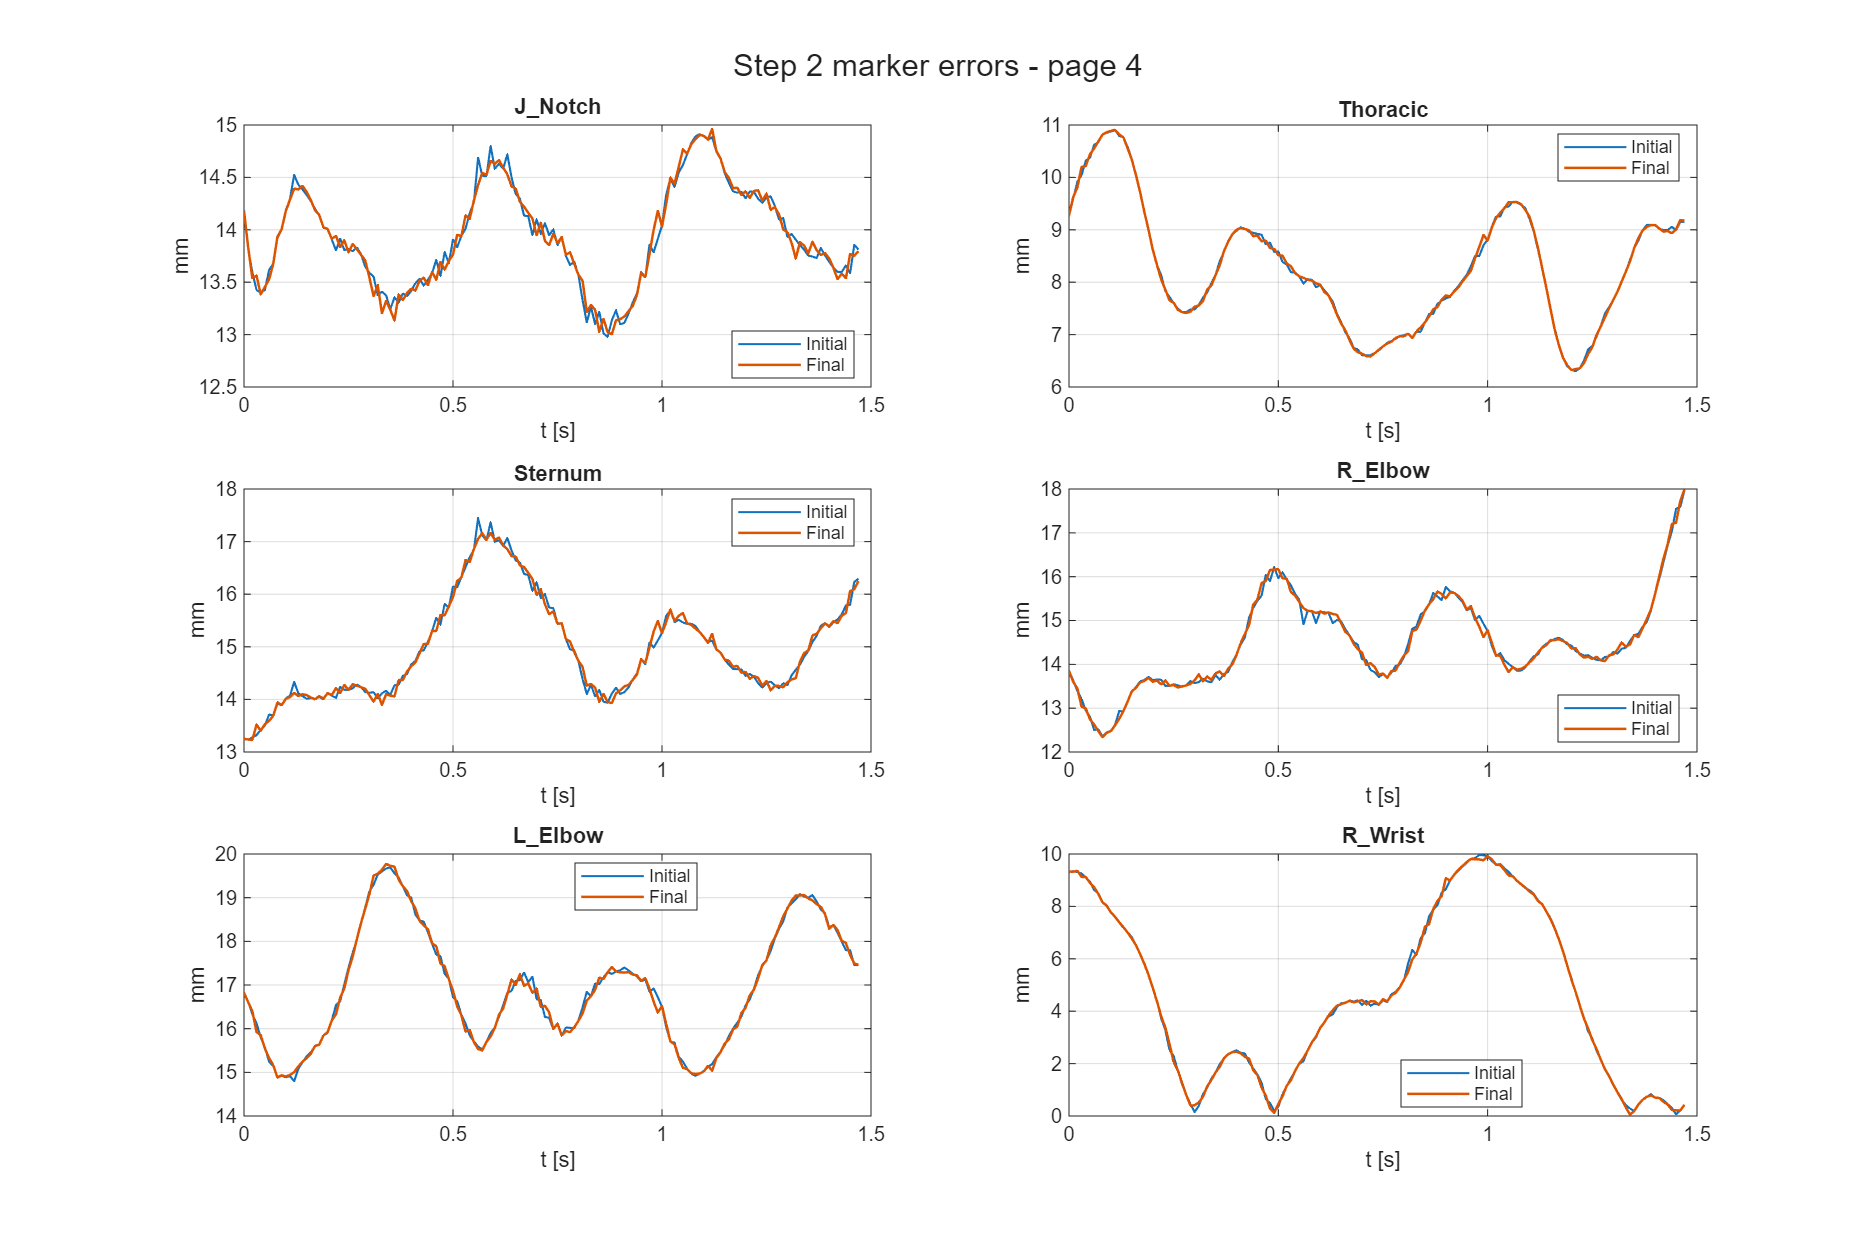 Step 2 marker errors - page 4
J_Notch
15
14.5
14
13.5
13
12.5
mm
0
0.5
1
1.5
t [s]
Initial
Final
Thoracic
11
10
9
8
7
6
mm
0
0.5
1
1.5
t [s]
Initial
Final
Sternum
18
17
16
15
14
13
mm
0
0.5
1
1.5
t [s]
Initial
Final
R_Elbow
18
17
16
15
14
13
12
mm
0
0.5
1
1.5
t [s]
Initial
Final
L_Elbow
20
19
18
17
16
15
14
mm
0
0.5
1
1.5
t [s]
Initial
Final
R_Wrist
10
8
6
4
2
0
mm
0
0.5
1
1.5
t [s]
Initial
Final